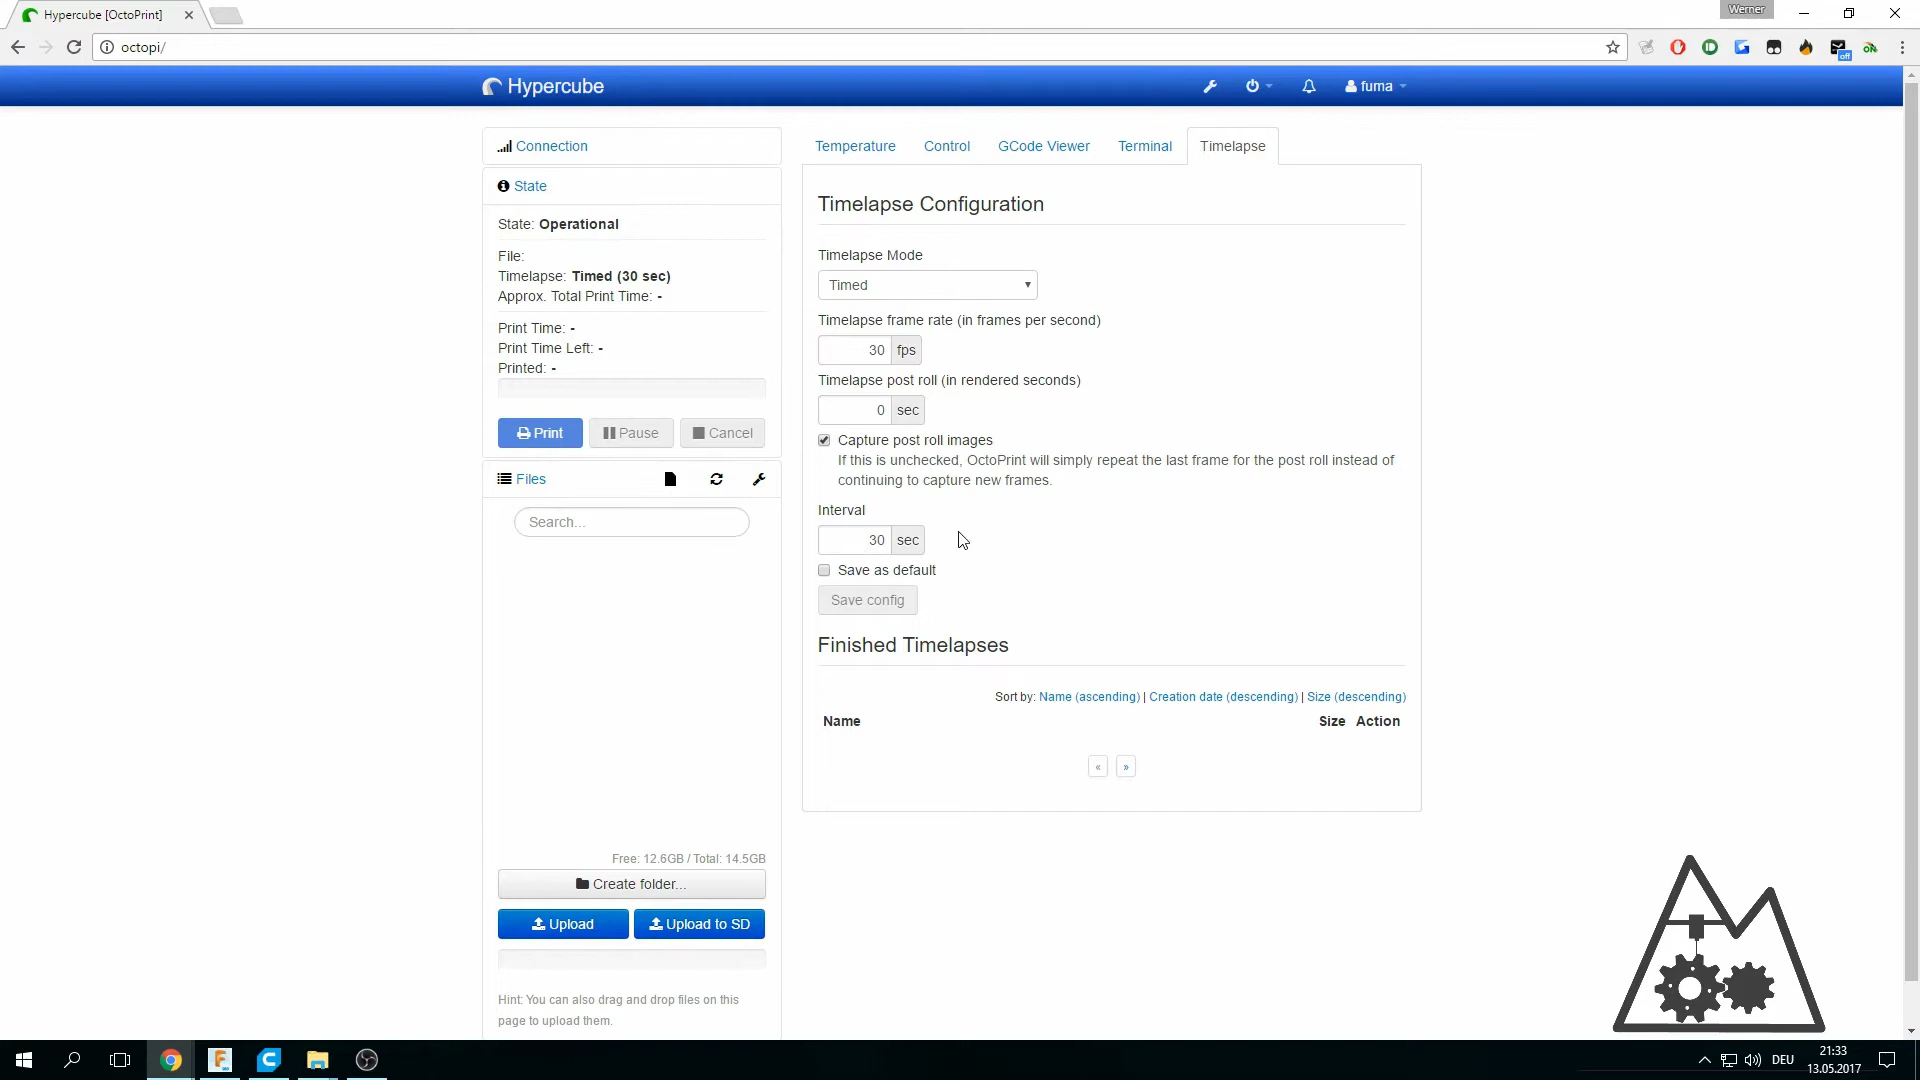 Hypercube [OctoPrint]
Werner
octopi/
off
ON
Hypercube
fuma
Connection
State
State: Operational
File:
Timelapse: Timed (30 sec)
Approx. Total Print Time: -
Print Time: -
Print Time Left: -
Printed: -
Print
Pause
Cancel
Files
Search...
Free: 12.6GB / Total: 14.5GB
Create folder...
Upload
Upload to SD
Hint: You can also drag and drop files on this
page to upload them.
Temperature
Control
GCode Viewer
Terminal
Timelapse
Timelapse Configuration
Timelapse Mode
Timed
Timelapse frame rate (in frames per second)
30 fps
Timelapse post roll (in rendered seconds)
0 sec
Capture post roll images
If this is unchecked, OctoPrint will simply repeat the last frame for the post roll instead of
continuing to capture new frames.
Interval
30 sec
Save as default
Save config
Finished Timelapses
Sort by: Name (ascending) | Creation date (descending) | Size (descending)
Name Size Action
« »
DEU
21:33
13.05.2017